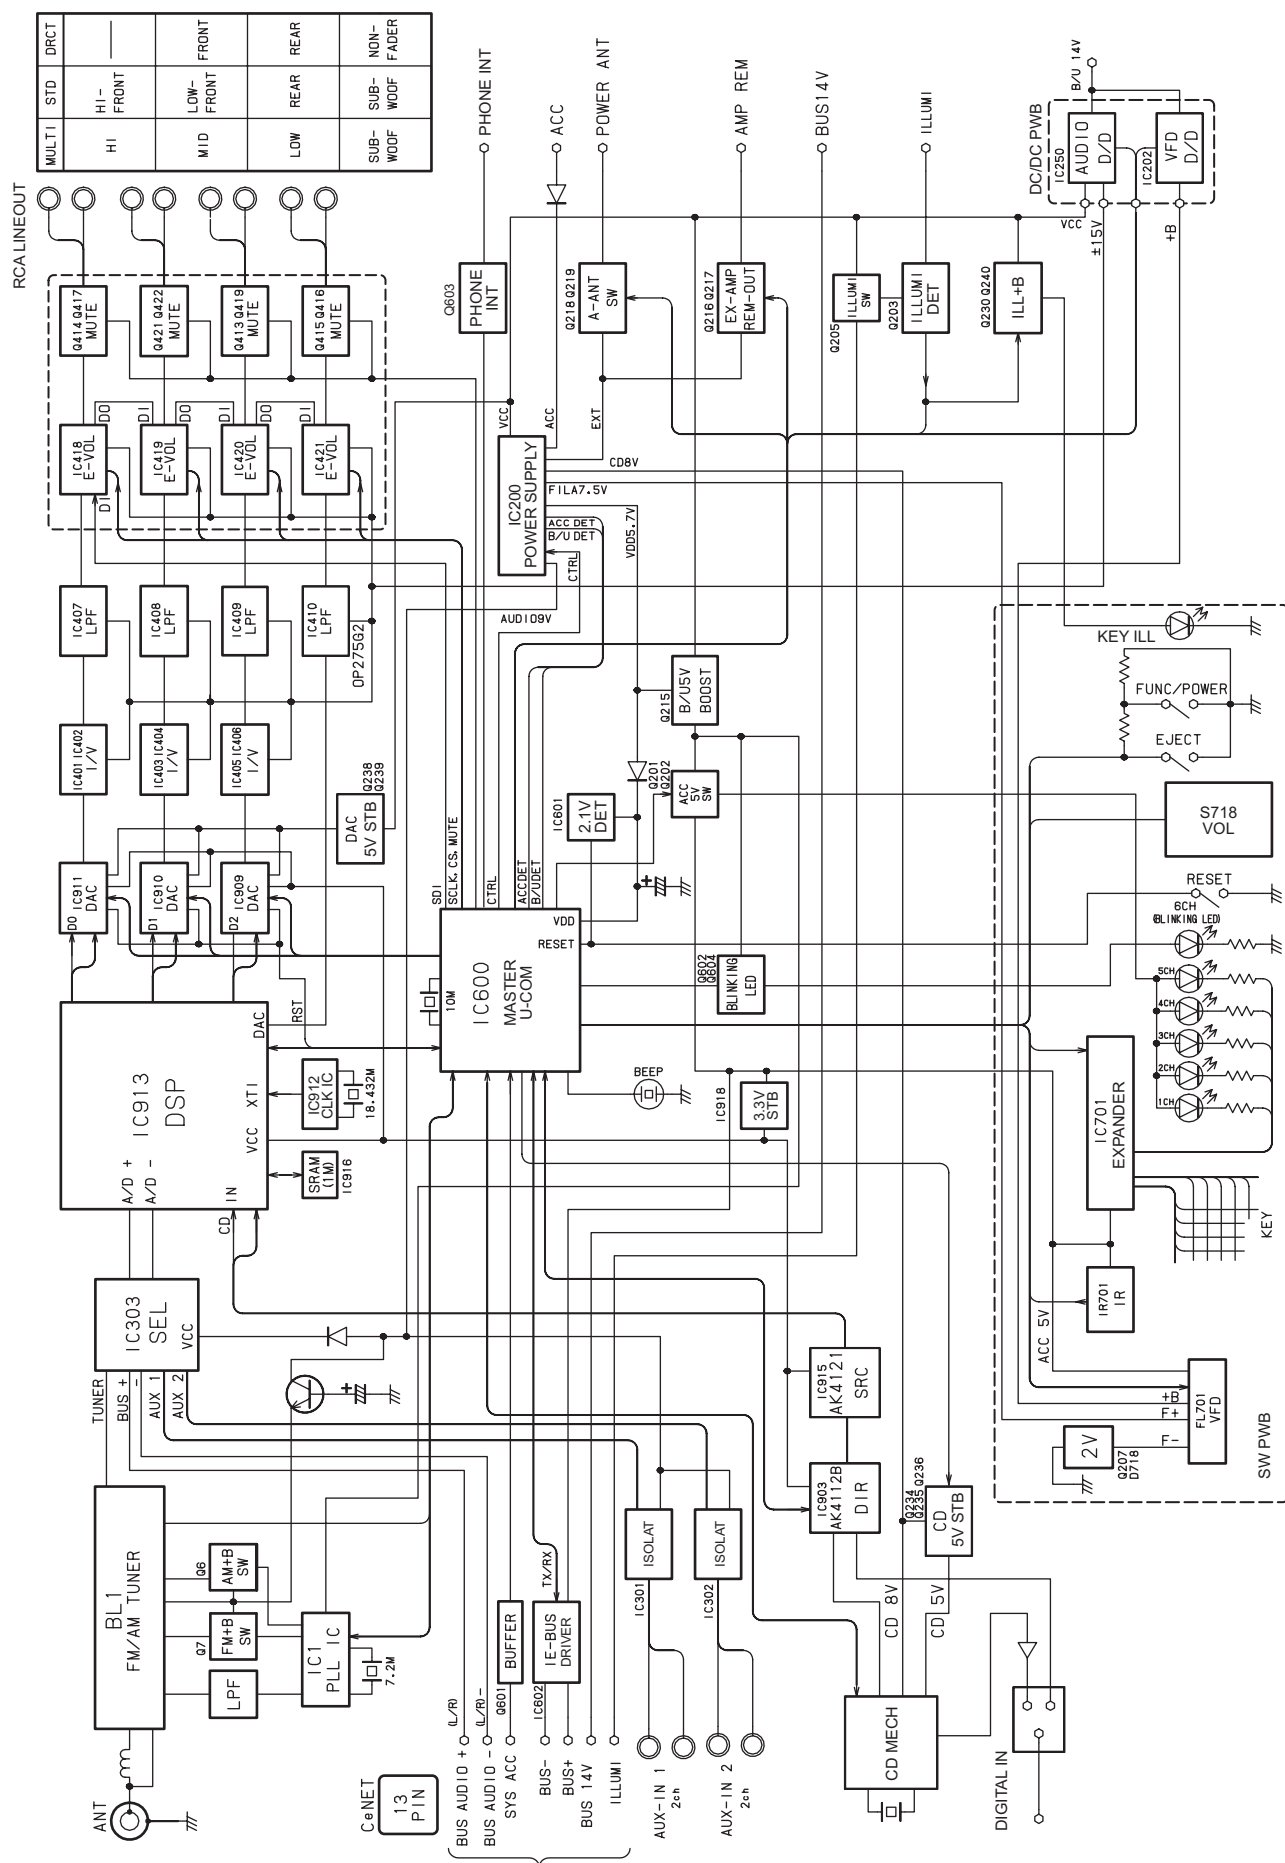 RCA LINEOUT
MULTI STD DRCT
HI HI-FRONT —
MID LOW-FRONT FRONT
LOW REAR REAR
SUB-WOOF SUB-WOOF NON-FADER
Q414 Q417
MUTE
Q421 Q422
MUTE
Q413 Q419
MUTE
Q415 Q416
MUTE
DO
DI
DO
DI
DO
DI
DI
IC418
E-VOL
IC419
E-VOL
IC420
E-VOL
IC421
E-VOL
IC407
LPF
IC408
LPF
IC409
LPF
IC410
LPF
OP275G2
IC401 IC402
I/V
IC403 IC404
I/V
IC405 IC406
I/V
DAC
5V STB
Q238
Q239
D0
IC911
DAC
D1
IC910
DAC
D2
IC909
DAC
IC913
DSP
A/D +
A/D -
CD
IN
VCC
XTI
DAC
RST
IC912
CLK IC
18.432M
SRAM
(1M)
IC916
IC303
SEL
VCC
TUNER
BUS +
-
AUX 1
AUX 2
ANT
BL1
FM/AM TUNER
Q6
AM+B
SW
Q7
FM+B
SW
LPF
IC1
PLL IC
7.2M
CeNET
13
PIN
BUS AUDIO + (L/R)
BUS AUDIO - (L/R)-
SYS ACC
BUS-
BUS+
BUS 14V
ILLUMI
Q601
BUFFER
IC602
IE-BUS
DRIVER
TX/RX
AUX-IN 1
2ch
AUX-IN 2
2ch
IC301
ISOLAT
IC302
ISOLAT
PHONE INT
ACC
POWER ANT
AMP REM
BUS14V
ILLUMI
Q603
PHONE
INT
Q218 Q219
A-ANT
SW
Q216 Q217
EX-AMP
REM-OUT
Q205
ILLUMI
SW
Q203
ILLUMI
DET
Q230 Q240
ILL+B
DC/DC PWB
B/U 14V
IC250
AUDIO
D/D
IC202
VFD
D/D
VCC
±15V
+B
IC200
POWER SUPPLY
VCC
ACC
EXT
CD8V
FILA7.5V
VDD5.7V
ACC DET
B/U DET
CTRL
AUDIO9V
SDI
SCLK, CS, MUTE
CTRL
ACCDET
B/UDET
VDD
RESET
IC600
MASTER
U-COM
10M
BEEP
IC601
2.1V
DET
Q201
Q202
ACC
5V
SW
Q215
B/U5V
BOOST
Q602
Q604
BLINKING
LED
IC918
3.3V
STB
IC915
AK4121
SRC
IC903
AK4112B
DIR
Q234
Q235 Q236
CD
5V STB
CD 8V
CD 5V
CD MECH
DIGITAL IN
KEY ILL
FUNC/POWER
EJECT
S718
VOL
RESET
6CH
(BLINKING LED)
5CH
4CH
3CH
2CH
1CH
IC701
EXPANDER
KEY
IR701
IR
ACC 5V
+B
F+
F-
FL701
VFD
2V
Q207
D718
SW PWB